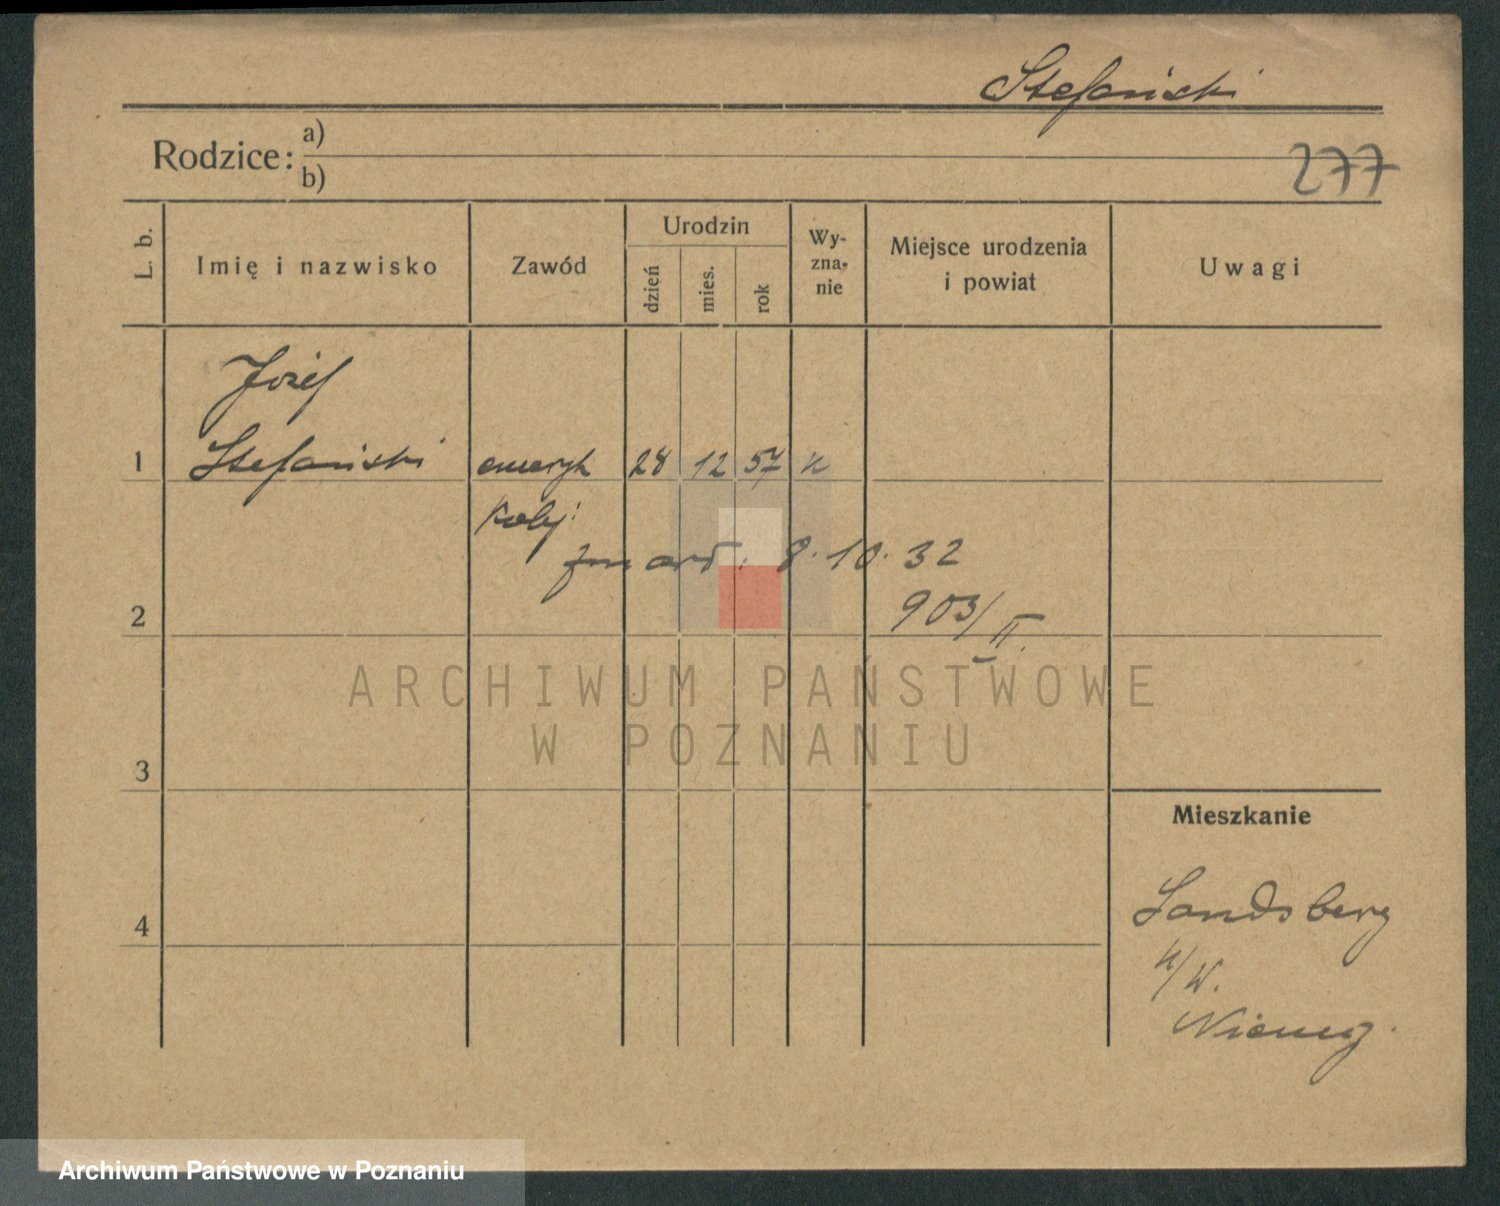 Stefański
Rodzice: a)
b)
277
L. b.
Imię i nazwisko
Zawód
Urodzin
dzień
mies.
rok
Wy-
zna-
nie
Miejsce urodzenia
i powiat
Uwagi
Józef
1 Stefański emeryt 28 12 57 k
Kolej:
zmarł. 8. 10. 32
2 903/II.
ARCHIWUM PAŃSTWOWE
W POZNANIU
3
Mieszkanie
4 Landsberg
n/W.
Niemcy.
Archiwum Państwowe w Poznaniu